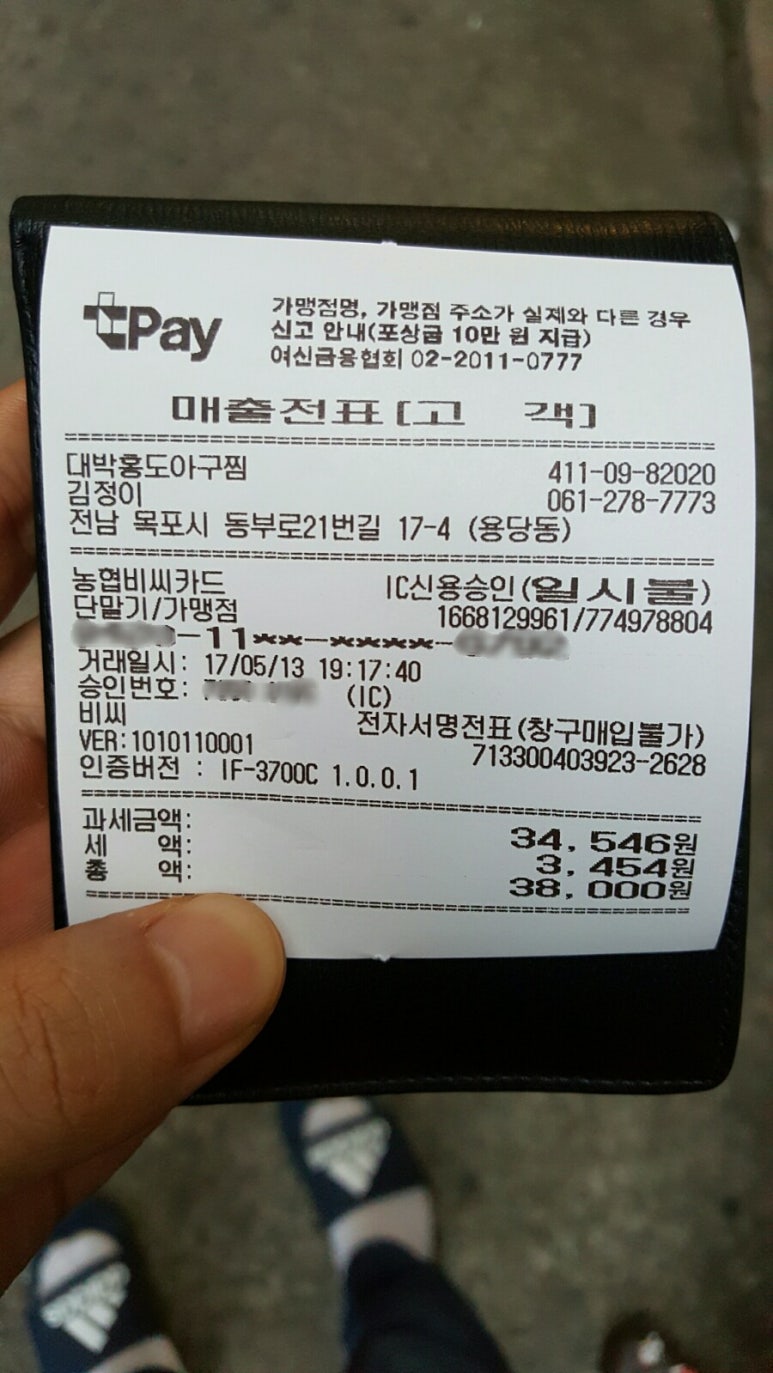 tPay
가맹점명, 가맹점 주소가 실제와 다른 경우
신고 안내(포상금 10만 원 지급)
여신금융협회 02-2011-0777
매출전표[고 객]
대박홍도아구찜 411-09-82020
김정이 061-278-7773
전남 목포시 동부로21번길 17-4 (용당동)
농협비씨카드 IC신용승인(일시불)
단말기/가맹점 1668129961/774978804
-11**-****-
거래일시: 17/05/13 19:17:40
승인번호: (IC)
비씨 전자서명전표(창구매입불가)
VER:1010110001 713300403923-2628
인증버전 : IF-3700C 1.0.0.1
과세금액: 34,546원
세 액: 3,454원
총 액: 38,000원